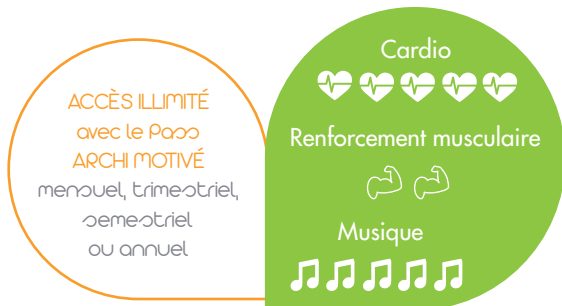 ACCÈS ILLIMITÉ
avec le Pass
ARCHI MOTIVÉ
mensuel, trimestriel,
semestriel
ou annuel
Cardio
Renforcement musculaire
Musique